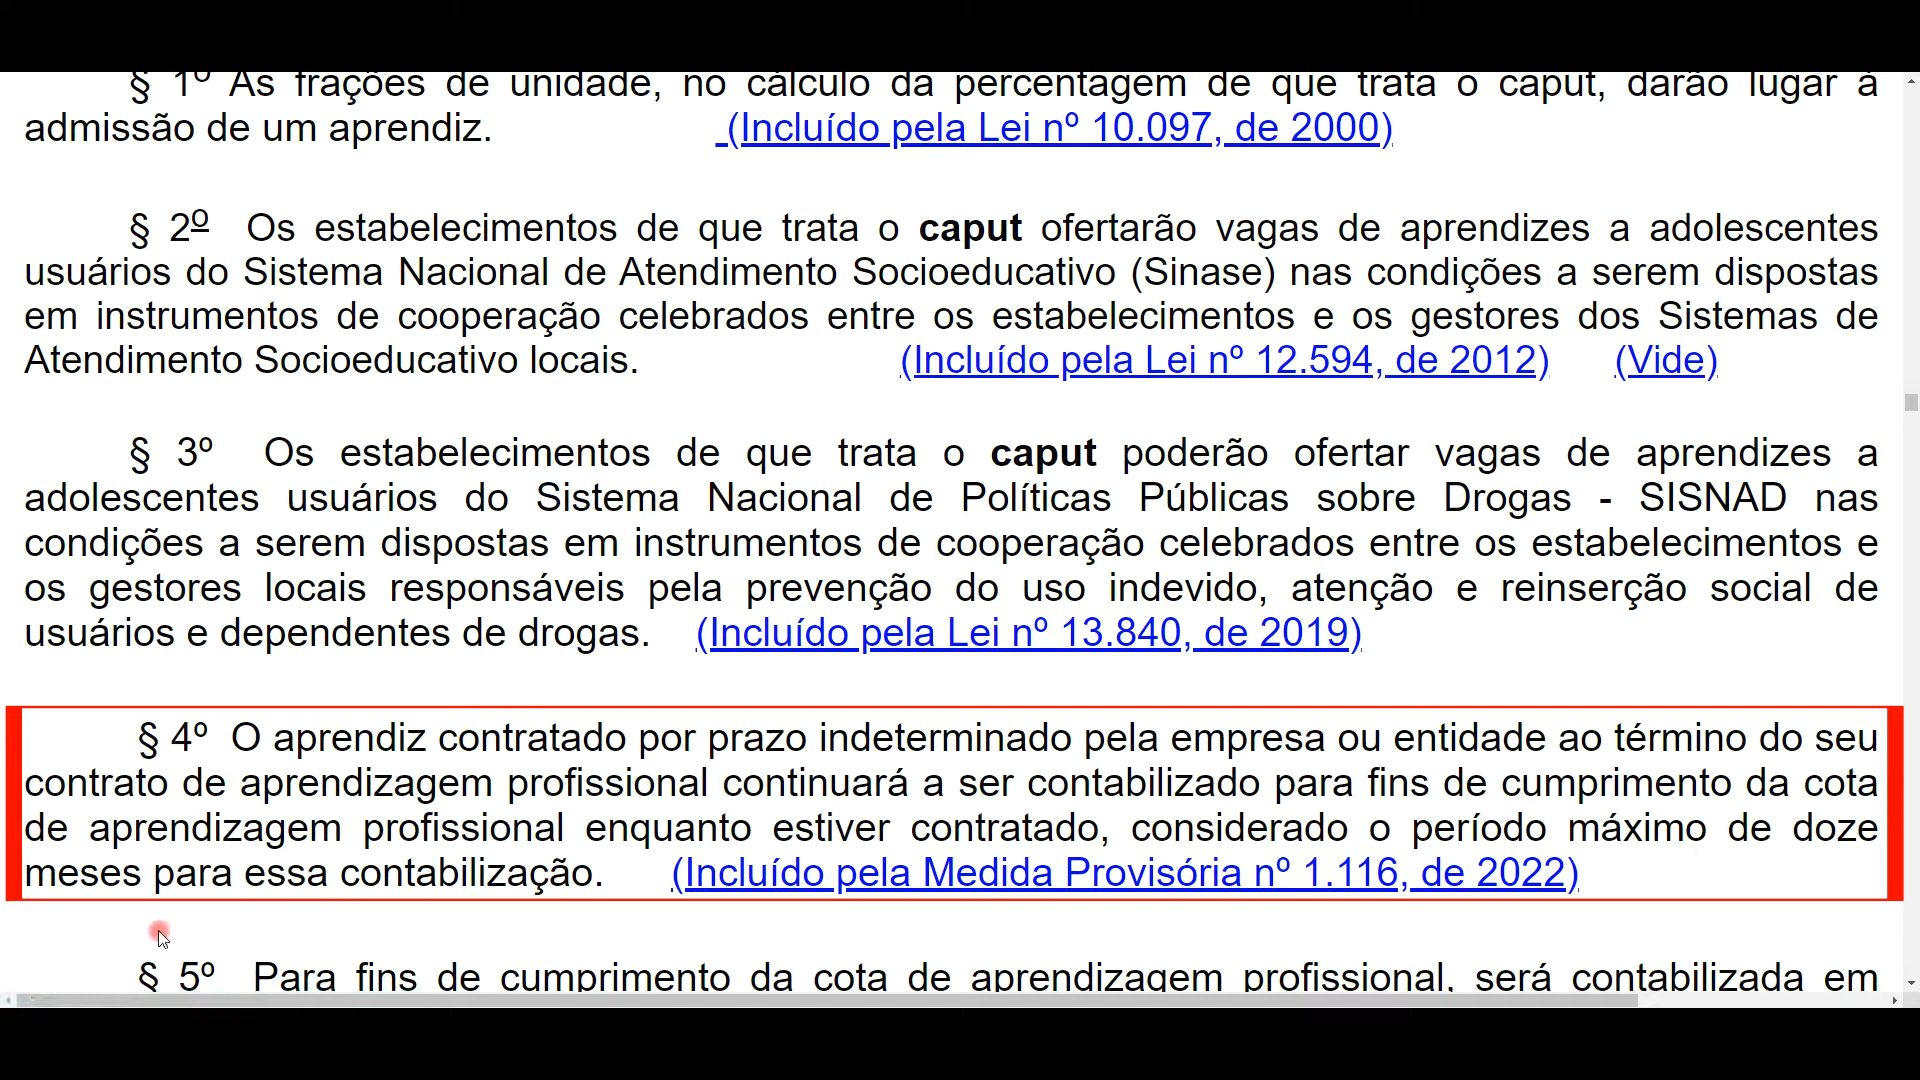 § 1º As frações de unidade, no cálculo da percentagem de que trata o caput, darão lugar à
admissão de um aprendiz. (Incluído pela Lei nº 10.097, de 2000)
§ 2º Os estabelecimentos de que trata o caput ofertarão vagas de aprendizes a adolescentes
usuários do Sistema Nacional de Atendimento Socioeducativo (Sinase) nas condições a serem dispostas
em instrumentos de cooperação celebrados entre os estabelecimentos e os gestores dos Sistemas de
Atendimento Socioeducativo locais. (Incluído pela Lei nº 12.594, de 2012) (Vide)
§ 3º Os estabelecimentos de que trata o caput poderão ofertar vagas de aprendizes a
adolescentes usuários do Sistema Nacional de Políticas Públicas sobre Drogas - SISNAD nas
condições a serem dispostas em instrumentos de cooperação celebrados entre os estabelecimentos e
os gestores locais responsáveis pela prevenção do uso indevido, atenção e reinserção social de
usuários e dependentes de drogas. (Incluído pela Lei nº 13.840, de 2019)
§ 4º O aprendiz contratado por prazo indeterminado pela empresa ou entidade ao término do seu
contrato de aprendizagem profissional continuará a ser contabilizado para fins de cumprimento da cota
de aprendizagem profissional enquanto estiver contratado, considerado o período máximo de doze
meses para essa contabilização. (Incluído pela Medida Provisória nº 1.116, de 2022)
§ 5º Para fins de cumprimento da cota de aprendizagem profissional, será contabilizada em